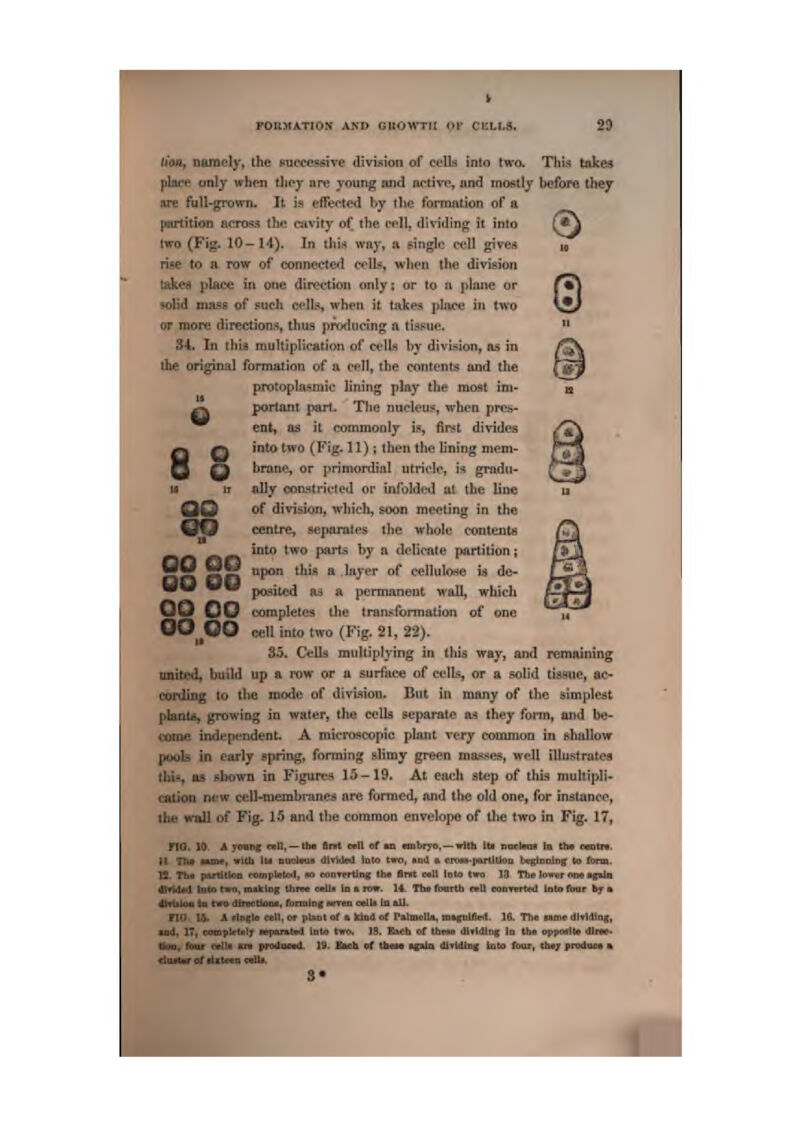 FORMATION AND GROWTH OF CELLS. 29
tion, namely, the successive division of cells into two. This takes
place only when they are young and active, and mostly before they
are full-grown. It is effected by the formation of a
partition across the cavity of the cell, dividing it into
two (Fig. 10 – 14). In this way, a single cell gives
rise to a row of connected cells, when the division
takes place in one direction only; or to a plane or
solid mass of such cells, when it takes place in two
or more directions, thus producing a tissue.
34. In this multiplication of cells by division, as in
the original formation of a cell, the contents and the
protoplasmic lining play the most im-
portant part. The nucleus, when pres-
ent, as it commonly is, first divides
into two (Fig. 11); then the lining mem-
brane, or primordial utricle, is gradu-
ally constricted or infolded at the line
of division, which, soon meeting in the
centre, separates the whole contents
into two parts by a delicate partition;
upon this a layer of cellulose is de-
posited as a permanent wall, which
completes the transformation of one
cell into two (Fig. 21, 22).
10
11
12
13
14
15
16 17
18
19
35. Cells multiplying in this way, and remaining
united, build up a row or a surface of cells, or a solid tissue, ac-
cording to the mode of division. But in many of the simplest
plants, growing in water, the cells separate as they form, and be-
come independent. A microscopic plant very common in shallow
pools in early spring, forming slimy green masses, well illustrates
this, as shown in Figures 15 – 19. At each step of this multipli-
cation new cell-membranes are formed, and the old one, for instance,
the wall of Fig. 15 and the common envelope of the two in Fig. 17,
FIG. 10. A young cell, — the first cell of an embryo, — with its nucleus in the centre.
11. The same, with its nucleus divided into two, and a cross-partition beginning to form.
12. The partition completed, so converting the first cell into two 13. The lower one again
divided into two, making three cells in a row. 14. The fourth cell converted into four by a
division in two directions, forming seven cells in all.
FIG. 15. A single cell, or plant of a kind of Palmella, magnified. 16. The same dividing,
and, 17, completely separated into two. 18. Each of these dividing in the opposite direc-
tion, four cells are produced. 19. Each of these again dividing into four, they produce a
cluster of sixteen cells.
3*